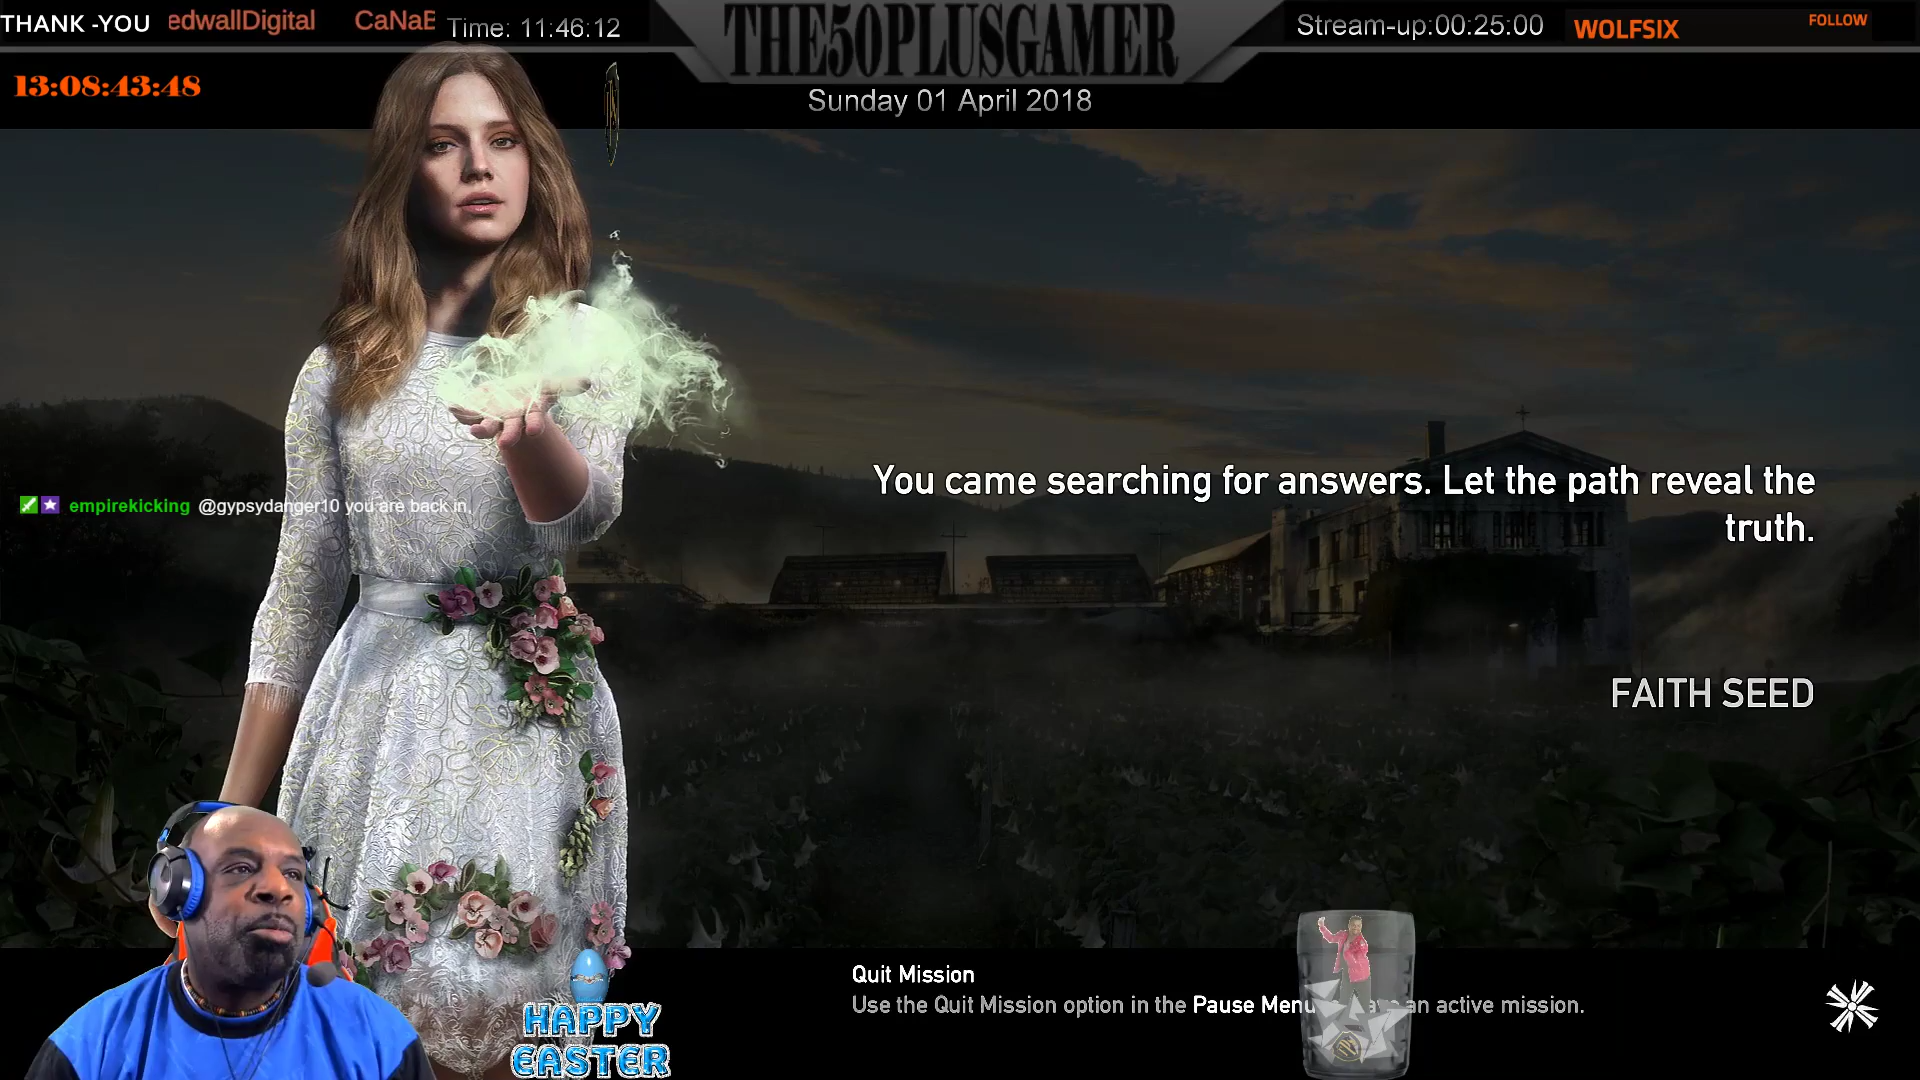 THANK -YOU
edwallDigital CaNaB
Time: 11:46:12
THE50PLUSGAMER
Stream-up:00:25:00
WOLFSIX
FOLLOW
13:08:43:48
Sunday 01 April 2018
You came searching for answers. Let the path reveal the
truth.
empirekicking @gypsydanger10 you are back in,
FAITH SEED
Quit Mission
Use the Quit Mission option in the Pause Menu an active mission.
HAPPY
EASTER